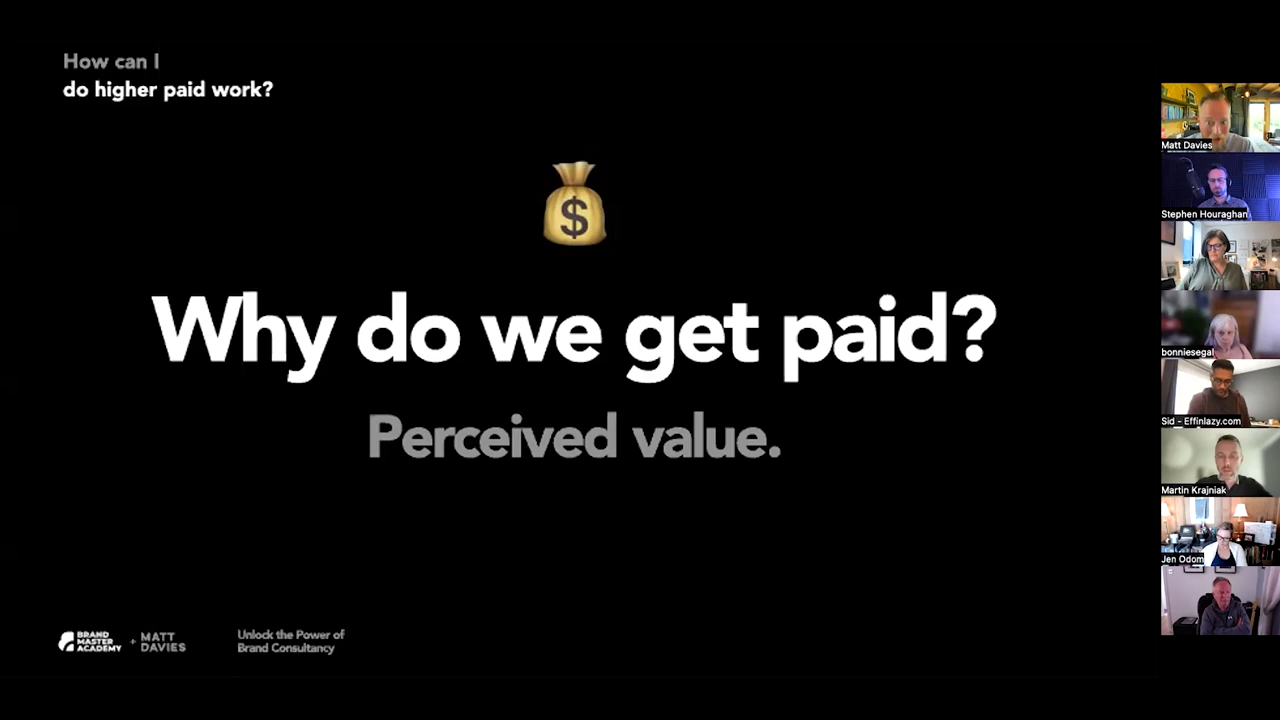 How can I
do higher paid work?
$
Why do we get paid?
Perceived value.
BRAND
MASTER
ACADEMY
+
MATT
DAVIES
Unlock the Power of
Brand Consultancy
Matt Davies
Stephen Houraghan
bonniesegal
Sid - Effinlazy.com
Martin Krajniak
Jen Odom